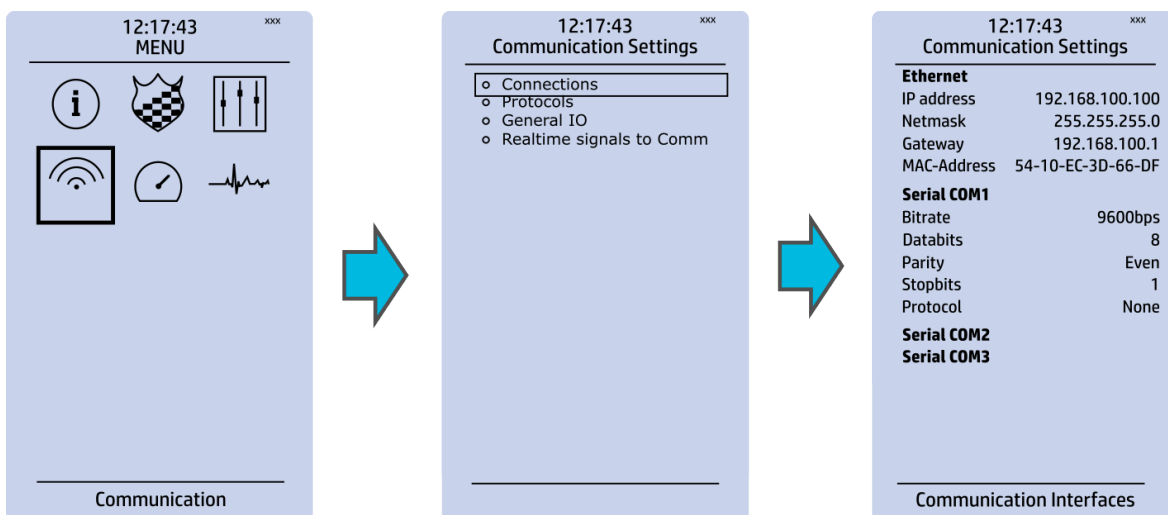 12:17:43 xxx
MENU
i
Communication
12:17:43 xxx
Communication Settings
Connections
Protocols
General IO
Realtime signals to Comm
12:17:43 xxx
Communication Settings
Ethernet
IP address 192.168.100.100
Netmask 255.255.255.0
Gateway 192.168.100.1
MAC-Address 54-10-EC-3D-66-DF
Serial COM1
Bitrate 9600bps
Databits 8
Parity Even
Stopbits 1
Protocol None
Serial COM2
Serial COM3
Communication Interfaces